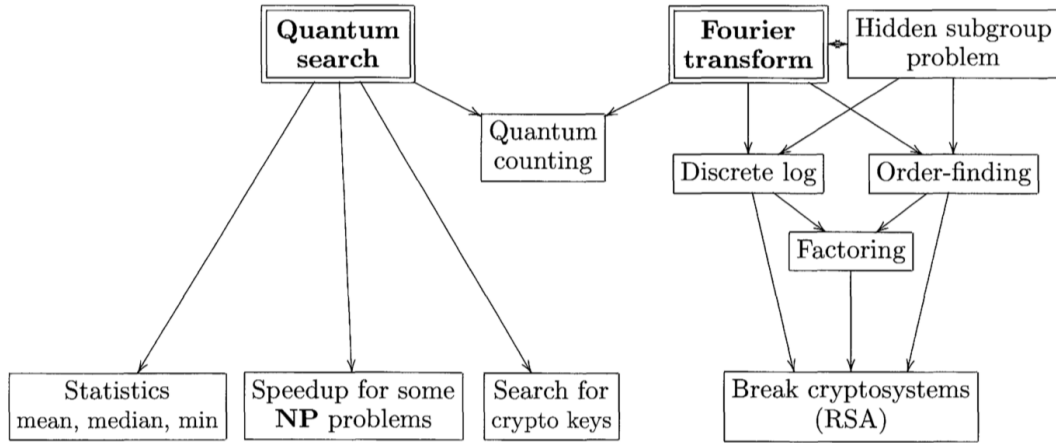 Quantum
search
Fourier
transform
Hidden subgroup
problem
Quantum
counting
Discrete log
Order-finding
Factoring
Statistics
mean, median, min
Speedup for some
NP problems
Search for
crypto keys
Break cryptosystems
(RSA)